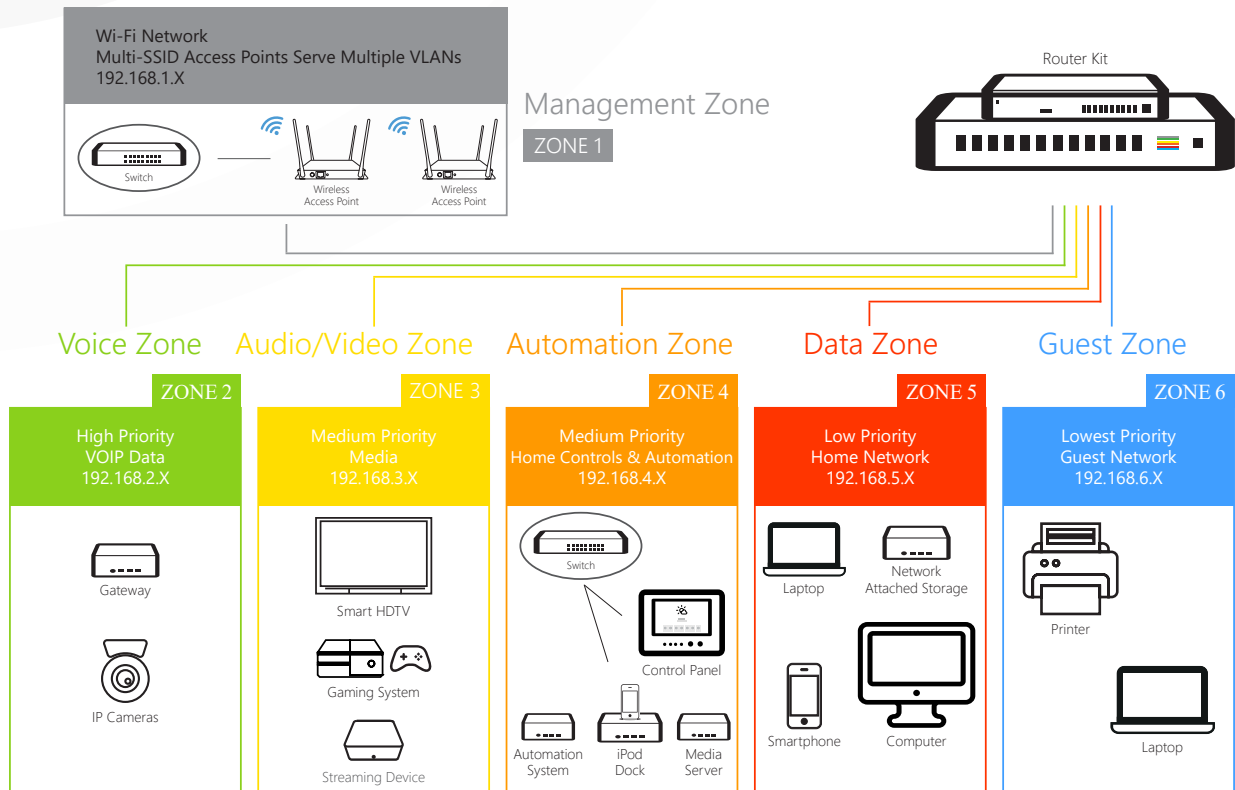 Wi-Fi Network
Multi-SSID Access Points Serve Multiple VLANs
192.168.1.X
Switch
Wireless
Access Point
Wireless
Access Point
Management Zone
ZONE 1
Router Kit
Voice Zone
ZONE 2
High Priority
VOIP Data
192.168.2.X
Gateway
IP Cameras
Audio/Video Zone
ZONE 3
Medium Priority
Media
192.168.3.X
Smart HDTV
Gaming System
Streaming Device
Automation Zone
ZONE 4
Medium Priority
Home Controls & Automation
192.168.4.X
Switch
Control Panel
Automation
System
iPod
Dock
Media
Server
Data Zone
ZONE 5
Low Priority
Home Network
192.168.5.X
Laptop
Network
Attached Storage
Smartphone
Computer
Guest Zone
ZONE 6
Lowest Priority
Guest Network
192.168.6.X
Printer
Laptop